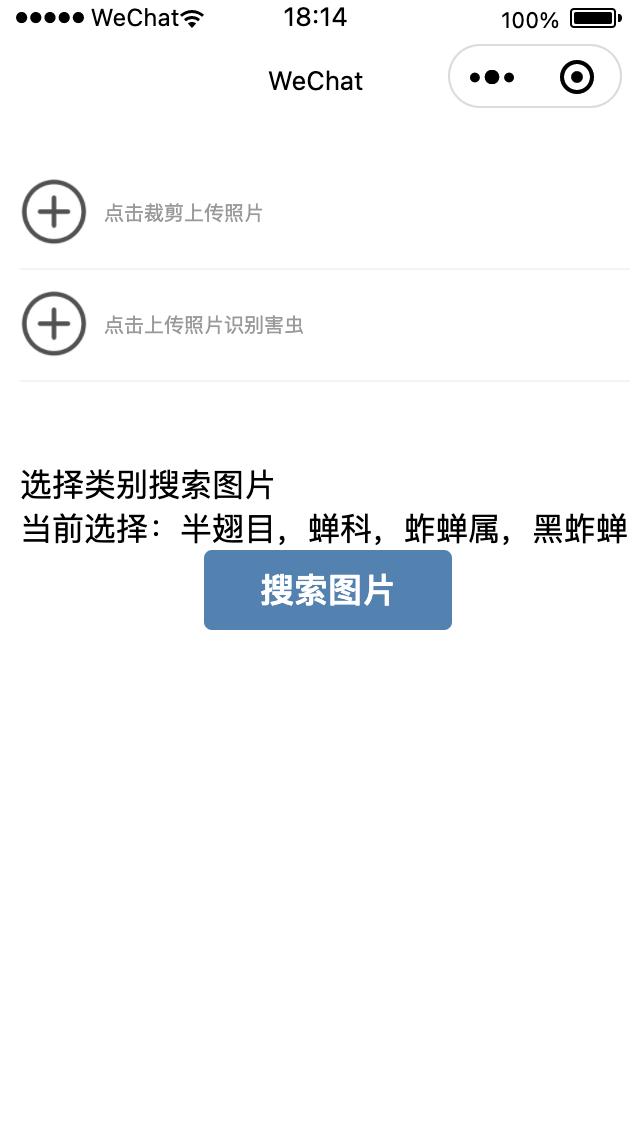 WeChat
18:14
100%
WeChat
点击裁剪上传照片
点击上传照片识别害虫
选择类别搜索图片
当前选择：半翅目，蝉科，蚱蝉属，黑蚱蝉
搜索图片